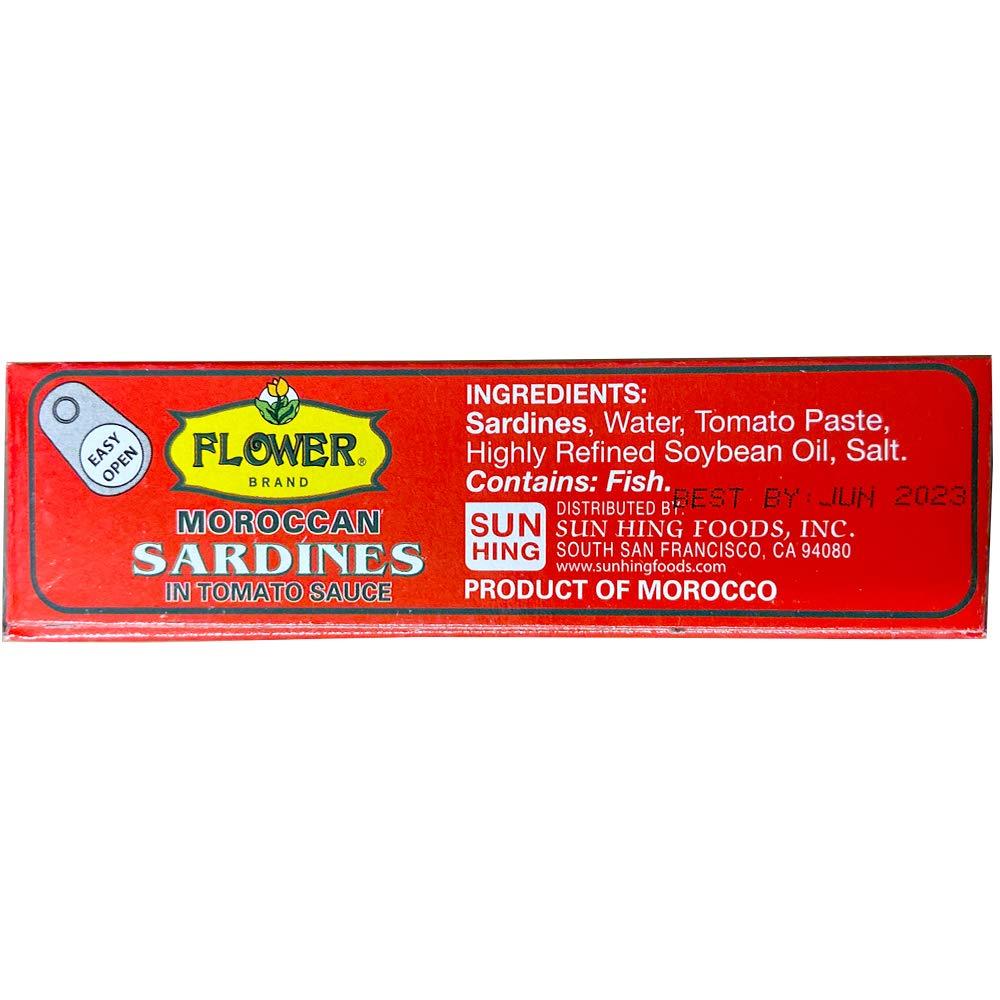 EASY
OPEN
FLOWER®
BRAND
MOROCCAN
SARDINES
IN TOMATO SAUCE
INGREDIENTS:
Sardines, Water, Tomato Paste,
Highly Refined Soybean Oil, Salt.
Contains: Fish.
BEST BY: JUN 2023
SUN
HING
DISTRIBUTED BY:
SUN HING FOODS, INC.
SOUTH SAN FRANCISCO, CA 94080
www.sunhingfoods.com
PRODUCT OF MOROCCO